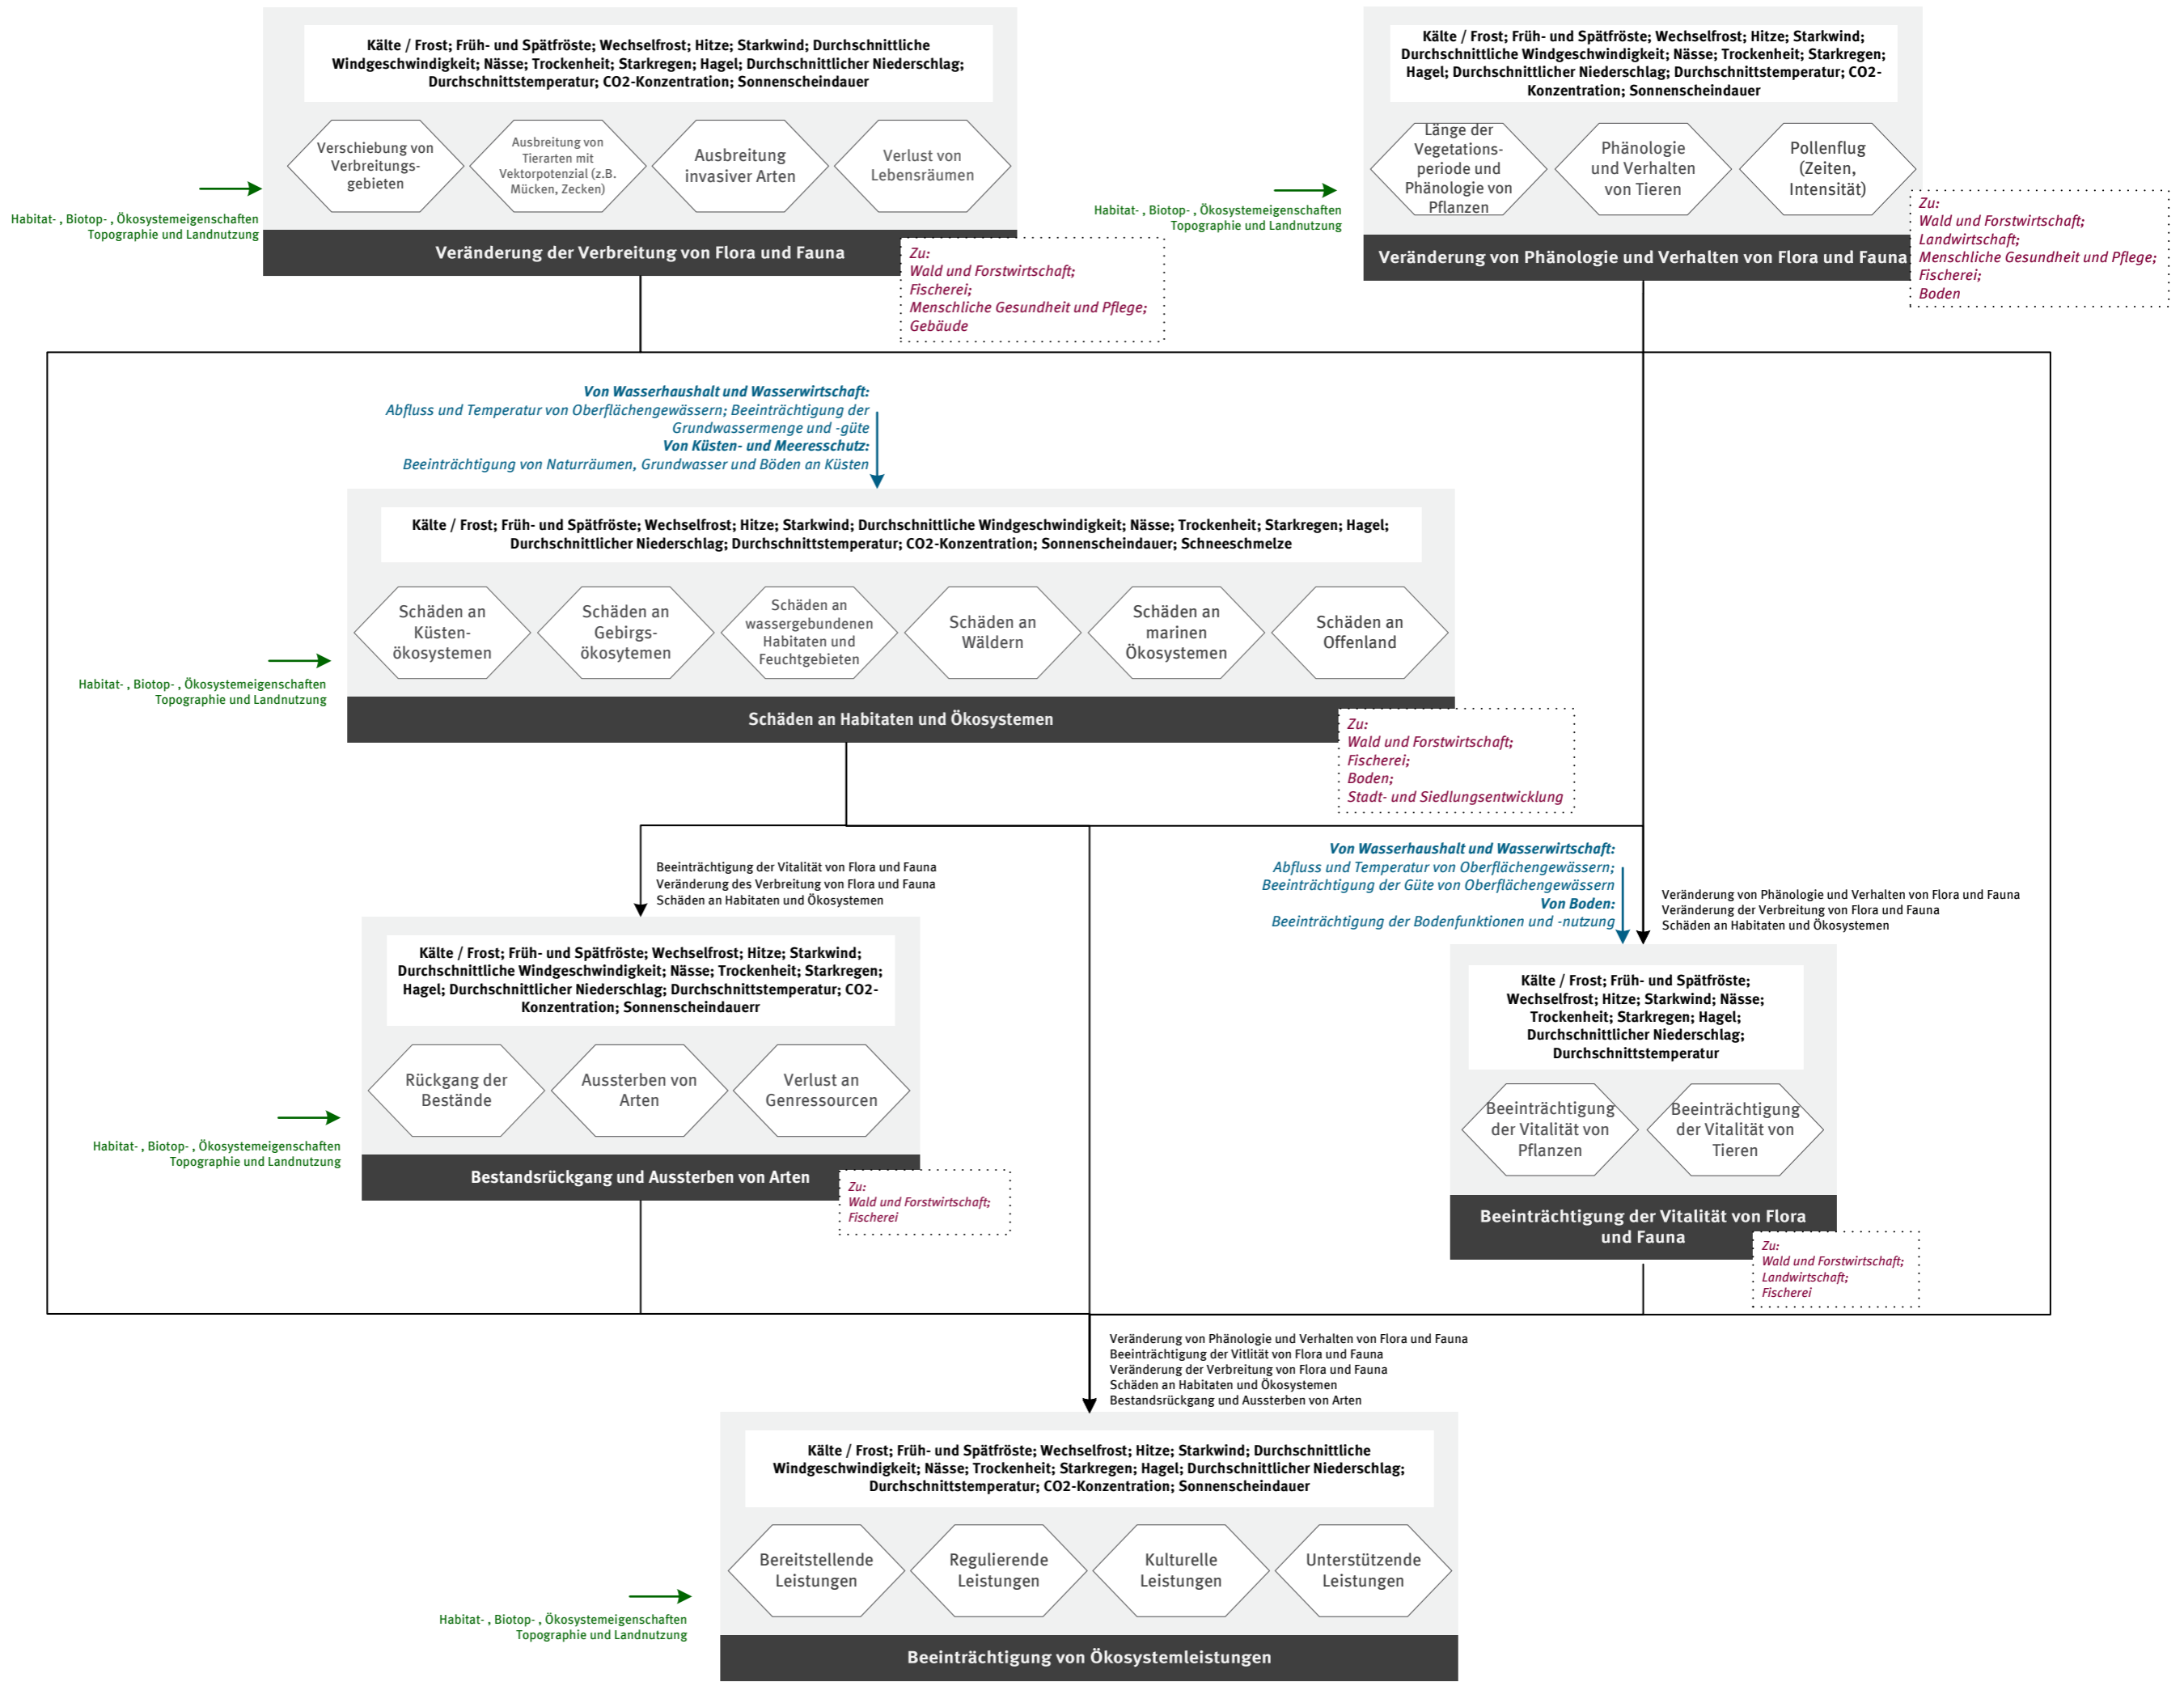 Kälte / Frost; Früh- und Spätfröste; Wechselfrost; Hitze; Starkwind; Durchschnittliche
Windgeschwindigkeit; Nässe; Trockenheit; Starkregen; Hagel; Durchschnittlicher Niederschlag;
Durchschnittstemperatur; CO2-Konzentration; Sonnenscheindauer
Verschiebung von
Verbreitungs-
gebieten
Ausbreitung von
Tierarten mit
Vektorpotenzial (z.B.
Mücken, Zecken)
Ausbreitung
invasiver Arten
Verlust von
Lebensräumen
Habitat- , Biotop- , Ökosystemeigenschaften
Topographie und Landnutzung
Veränderung der Verbreitung von Flora und Fauna
Zu:
Wald und Forstwirtschaft;
Fischerei;
Menschliche Gesundheit und Pflege;
Gebäude
Kälte / Frost; Früh- und Spätfröste; Wechselfrost; Hitze; Starkwind;
Durchschnittliche Windgeschwindigkeit; Nässe; Trockenheit; Starkregen;
Hagel; Durchschnittlicher Niederschlag; Durchschnittstemperatur; CO2-
Konzentration; Sonnenscheindauer
Länge der
Vegetations-
periode und
Phänologie von
Pflanzen
Phänologie
und Verhalten
von Tieren
Pollenflug
(Zeiten,
Intensität)
Habitat- , Biotop- , Ökosystemeigenschaften
Topographie und Landnutzung
Veränderung von Phänologie und Verhalten von Flora und Fauna
Zu:
Wald und Forstwirtschaft;
Landwirtschaft;
Menschliche Gesundheit und Pflege;
Fischerei;
Boden
Von Wasserhaushalt und Wasserwirtschaft:
Abfluss und Temperatur von Oberflächengewässern; Beeinträchtigung der
Grundwassermenge und -güte
Von Küsten- und Meeresschutz:
Beeinträchtigung von Naturräumen, Grundwasser und Böden an Küsten
Kälte / Frost; Früh- und Spätfröste; Wechselfrost; Hitze; Starkwind; Durchschnittliche Windgeschwindigkeit; Nässe; Trockenheit; Starkregen; Hagel;
Durchschnittlicher Niederschlag; Durchschnittstemperatur; CO2-Konzentration; Sonnenscheindauer; Schneeschmelze
Schäden an
Küsten-
ökosystemen
Schäden an
Gebirgs-
ökosytemen
Schäden an
wassergebundenen
Habitaten und
Feuchtgebieten
Schäden an
Wäldern
Schäden an
marinen
Ökosystemen
Schäden an
Offenland
Habitat- , Biotop- , Ökosystemeigenschaften
Topographie und Landnutzung
Schäden an Habitaten und Ökosystemen
Zu:
Wald und Forstwirtschaft;
Fischerei;
Boden;
Stadt- und Siedlungsentwicklung
Beeinträchtigung der Vitalität von Flora und Fauna
Veränderung des Verbreitung von Flora und Fauna
Schäden an Habitaten und Ökosystemen
Kälte / Frost; Früh- und Spätfröste; Wechselfrost; Hitze; Starkwind;
Durchschnittliche Windgeschwindigkeit; Nässe; Trockenheit; Starkregen;
Hagel; Durchschnittlicher Niederschlag; Durchschnittstemperatur; CO2-
Konzentration; Sonnenscheindauerr
Rückgang der
Bestände
Aussterben von
Arten
Verlust an
Genressourcen
Habitat- , Biotop- , Ökosystemeigenschaften
Topographie und Landnutzung
Bestandsrückgang und Aussterben von Arten
Zu:
Wald und Forstwirtschaft;
Fischerei
Von Wasserhaushalt und Wasserwirtschaft:
Abfluss und Temperatur von Oberflächengewässern;
Beeinträchtigung der Güte von Oberflächengewässern
Von Boden:
Beeinträchtigung der Bodenfunktionen und -nutzung
Veränderung von Phänologie und Verhalten von Flora und Fauna
Veränderung der Verbreitung von Flora und Fauna
Schäden an Habitaten und Ökosystemen
Kälte / Frost; Früh- und Spätfröste;
Wechselfrost; Hitze; Starkwind; Nässe;
Trockenheit; Starkregen; Hagel;
Durchschnittlicher Niederschlag;
Durchschnittstemperatur
Beeinträchtigung
der Vitalität von
Pflanzen
Beeinträchtigung
der Vitalität von
Tieren
Beeinträchtigung der Vitalität von Flora
und Fauna
Zu:
Wald und Forstwirtschaft;
Landwirtschaft;
Fischerei
Veränderung von Phänologie und Verhalten von Flora und Fauna
Beeinträchtigung der Vitlität von Flora und Fauna
Veränderung der Verbreitung von Flora und Fauna
Schäden an Habitaten und Ökosystemen
Bestandsrückgang und Aussterben von Arten
Kälte / Frost; Früh- und Spätfröste; Wechselfrost; Hitze; Starkwind; Durchschnittliche
Windgeschwindigkeit; Nässe; Trockenheit; Starkregen; Hagel; Durchschnittlicher Niederschlag;
Durchschnittstemperatur; CO2-Konzentration; Sonnenscheindauer
Bereitstellende
Leistungen
Regulierende
Leistungen
Kulturelle
Leistungen
Unterstützende
Leistungen
Habitat- , Biotop- , Ökosystemeigenschaften
Topographie und Landnutzung
Beeinträchtigung von Ökosystemleistungen